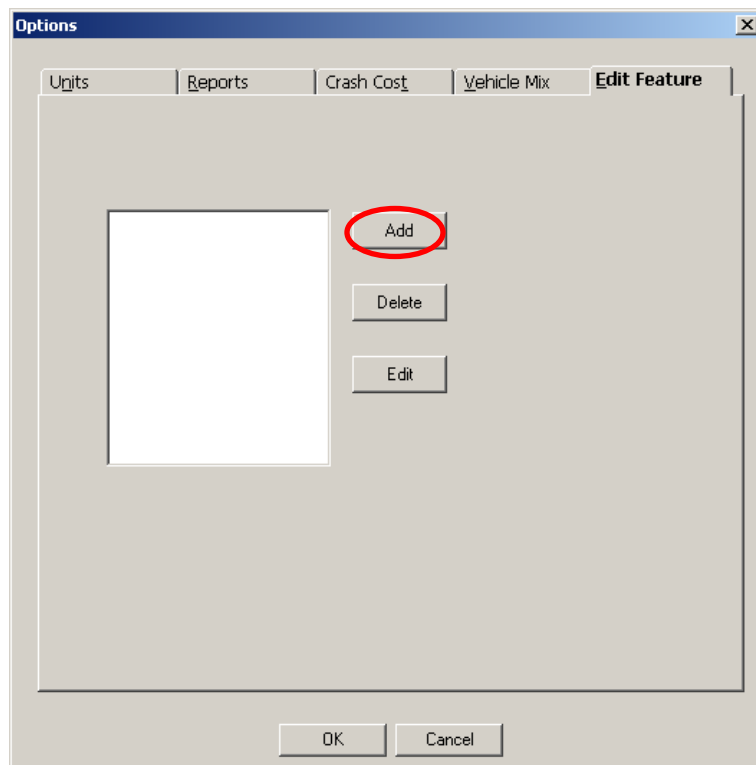 Options
Units Reports Crash Cost Vehicle Mix Edit Feature
Add
Delete
Edit
OK Cancel